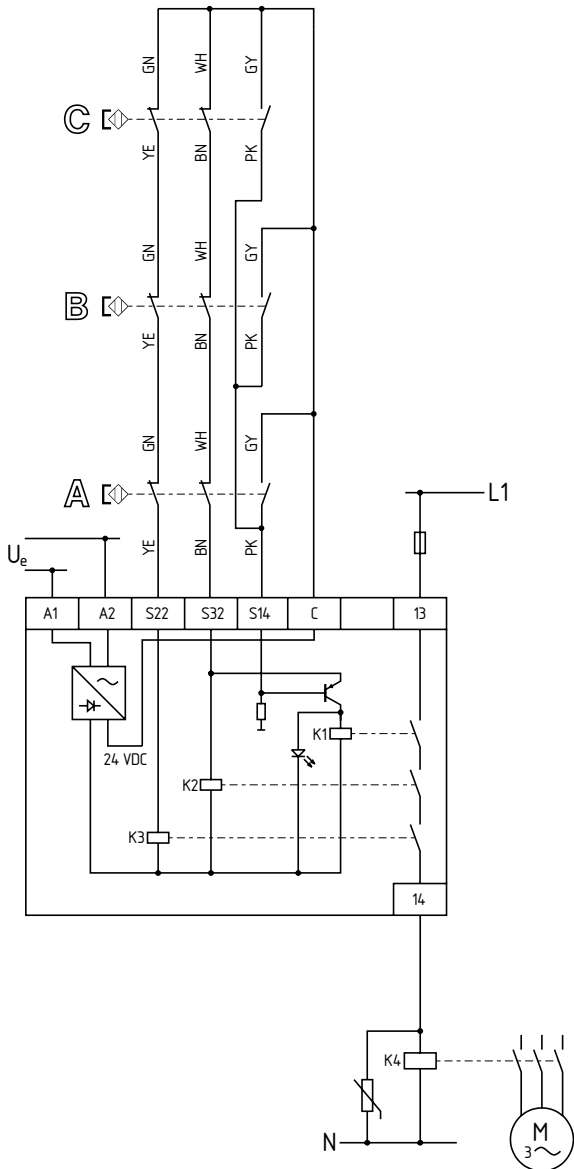 GN WH GY
C
YE BN PK
GN WH GY
B
YE BN PK
GN WH GY
A
L1
YE BN PK
Ue
A1 A2 S22 S32 S14 C 13
K1
24 VDC
K2
K3
14
K4
M
3
N